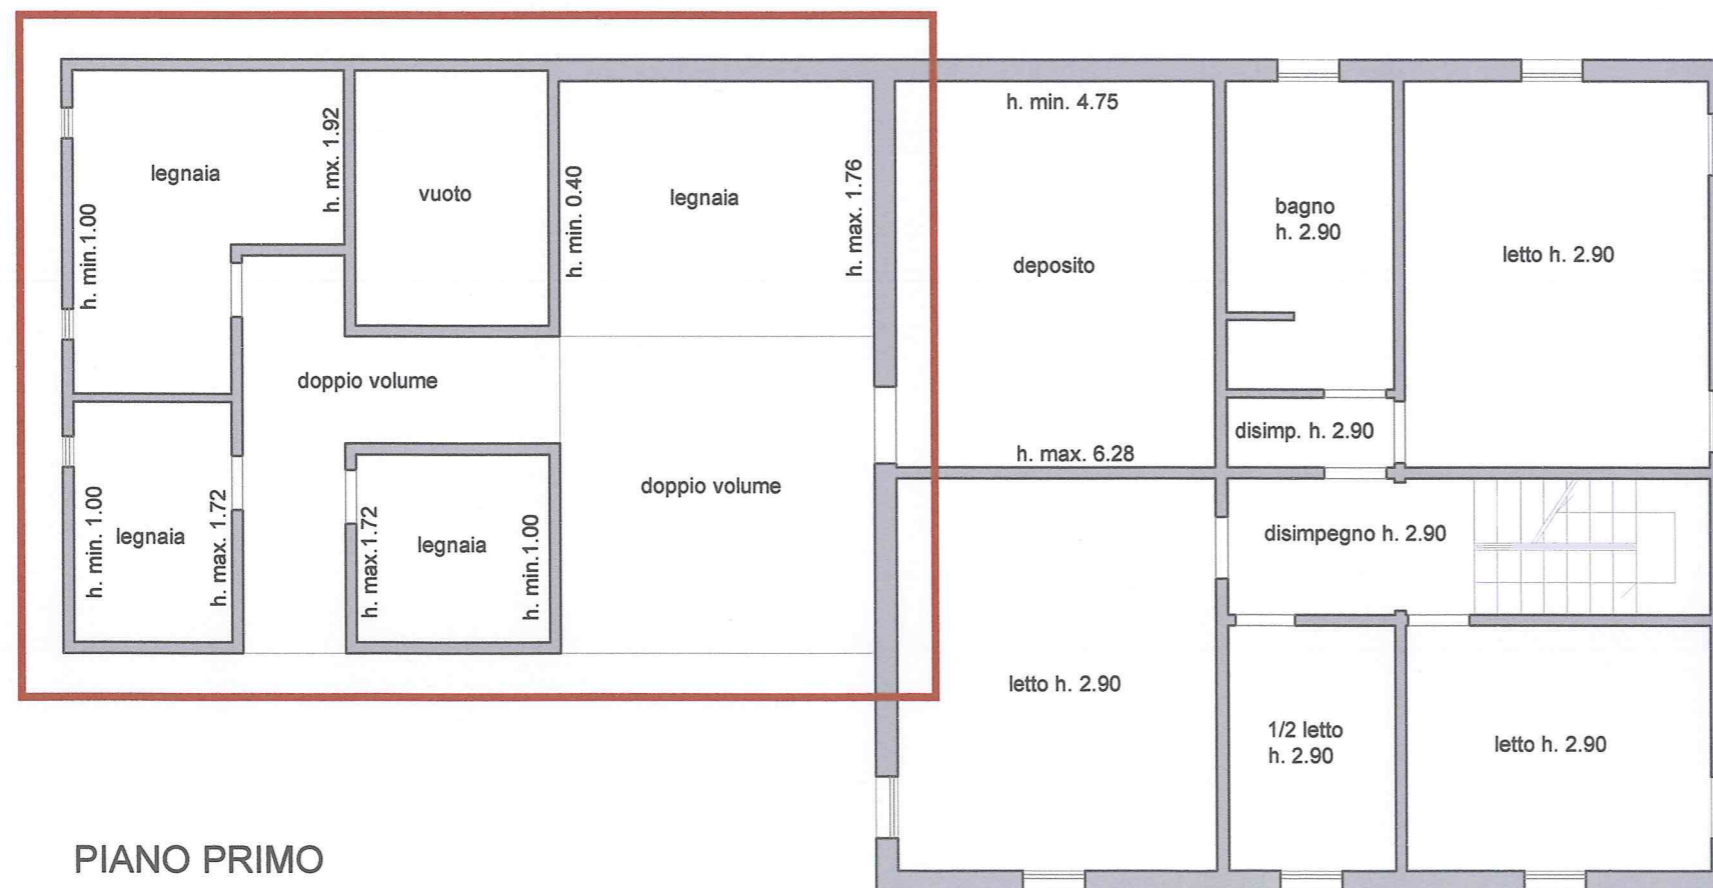 h. min. 4.75
legnaia
h. mx. 1.92
vuoto
h. min. 0.40
legnaia
h. max. 1.76
bagno
h. 2.90
letto h. 2.90
h. min.1.00
deposito
doppio volume
disimp. h. 2.90
h. max. 6.28
doppio volume
h. min. 1.00
legnaia
h. max. 1.72
h. max.1.72
legnaia
h. min.1.00
disimpegno h. 2.90
letto h. 2.90
1/2 letto
h. 2.90
letto h. 2.90
PIANO PRIMO